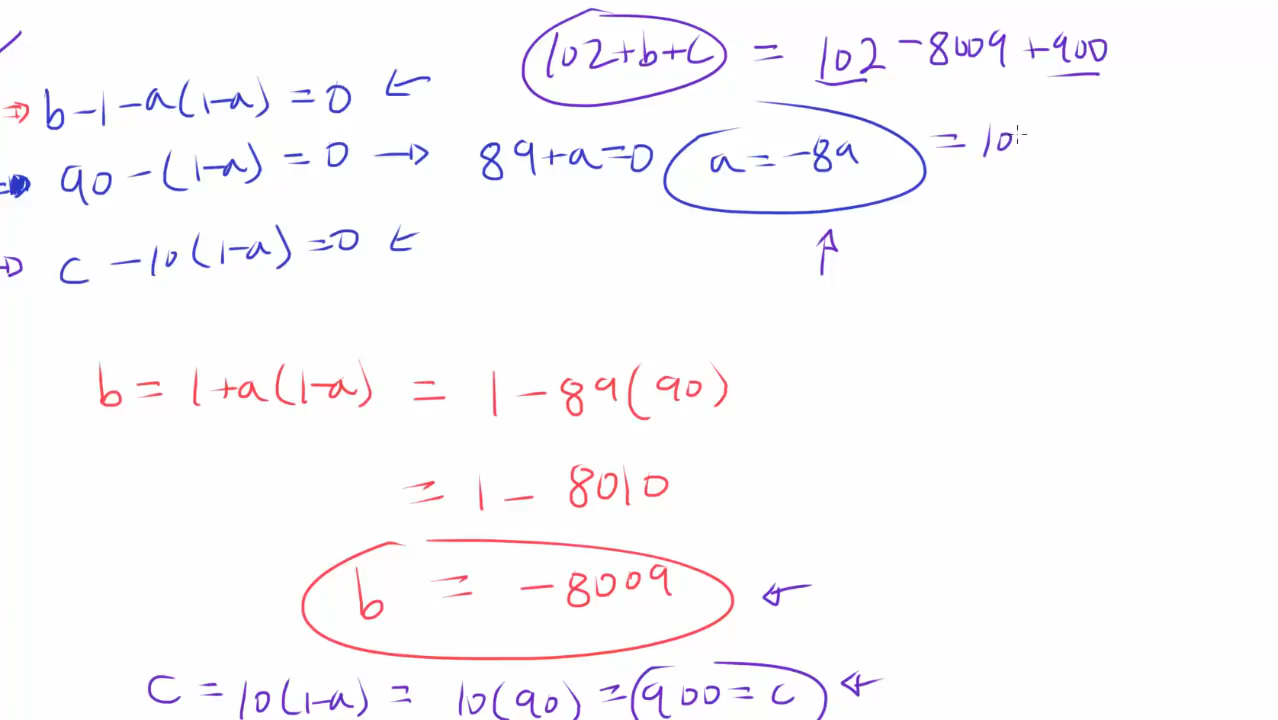 102+b+c = 102 -8009 +900
b-1-a(1-a) = 0 ←
90-(1-a) = 0 → 89+a=0 a=-89 = 10
c-10(1-a)=0 ←
b = 1+a(1-a) = 1-89(90)
= 1 - 8010
b = -8009 ←
c = 10(1-a) = 10(90) = 900 = c ←